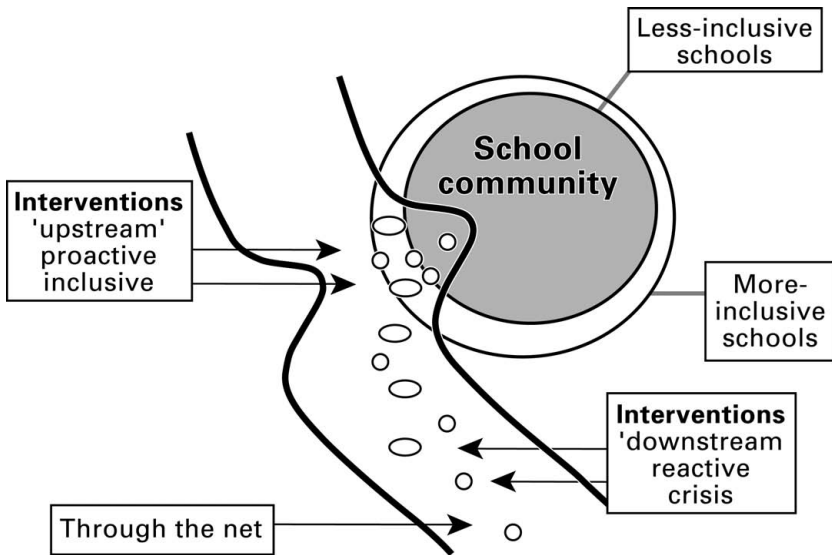 Less-inclusive
schools
School
community
Interventions
'upstream'
proactive
inclusive
More-
inclusive
schools
Interventions
'downstream
reactive
crisis
Through the net